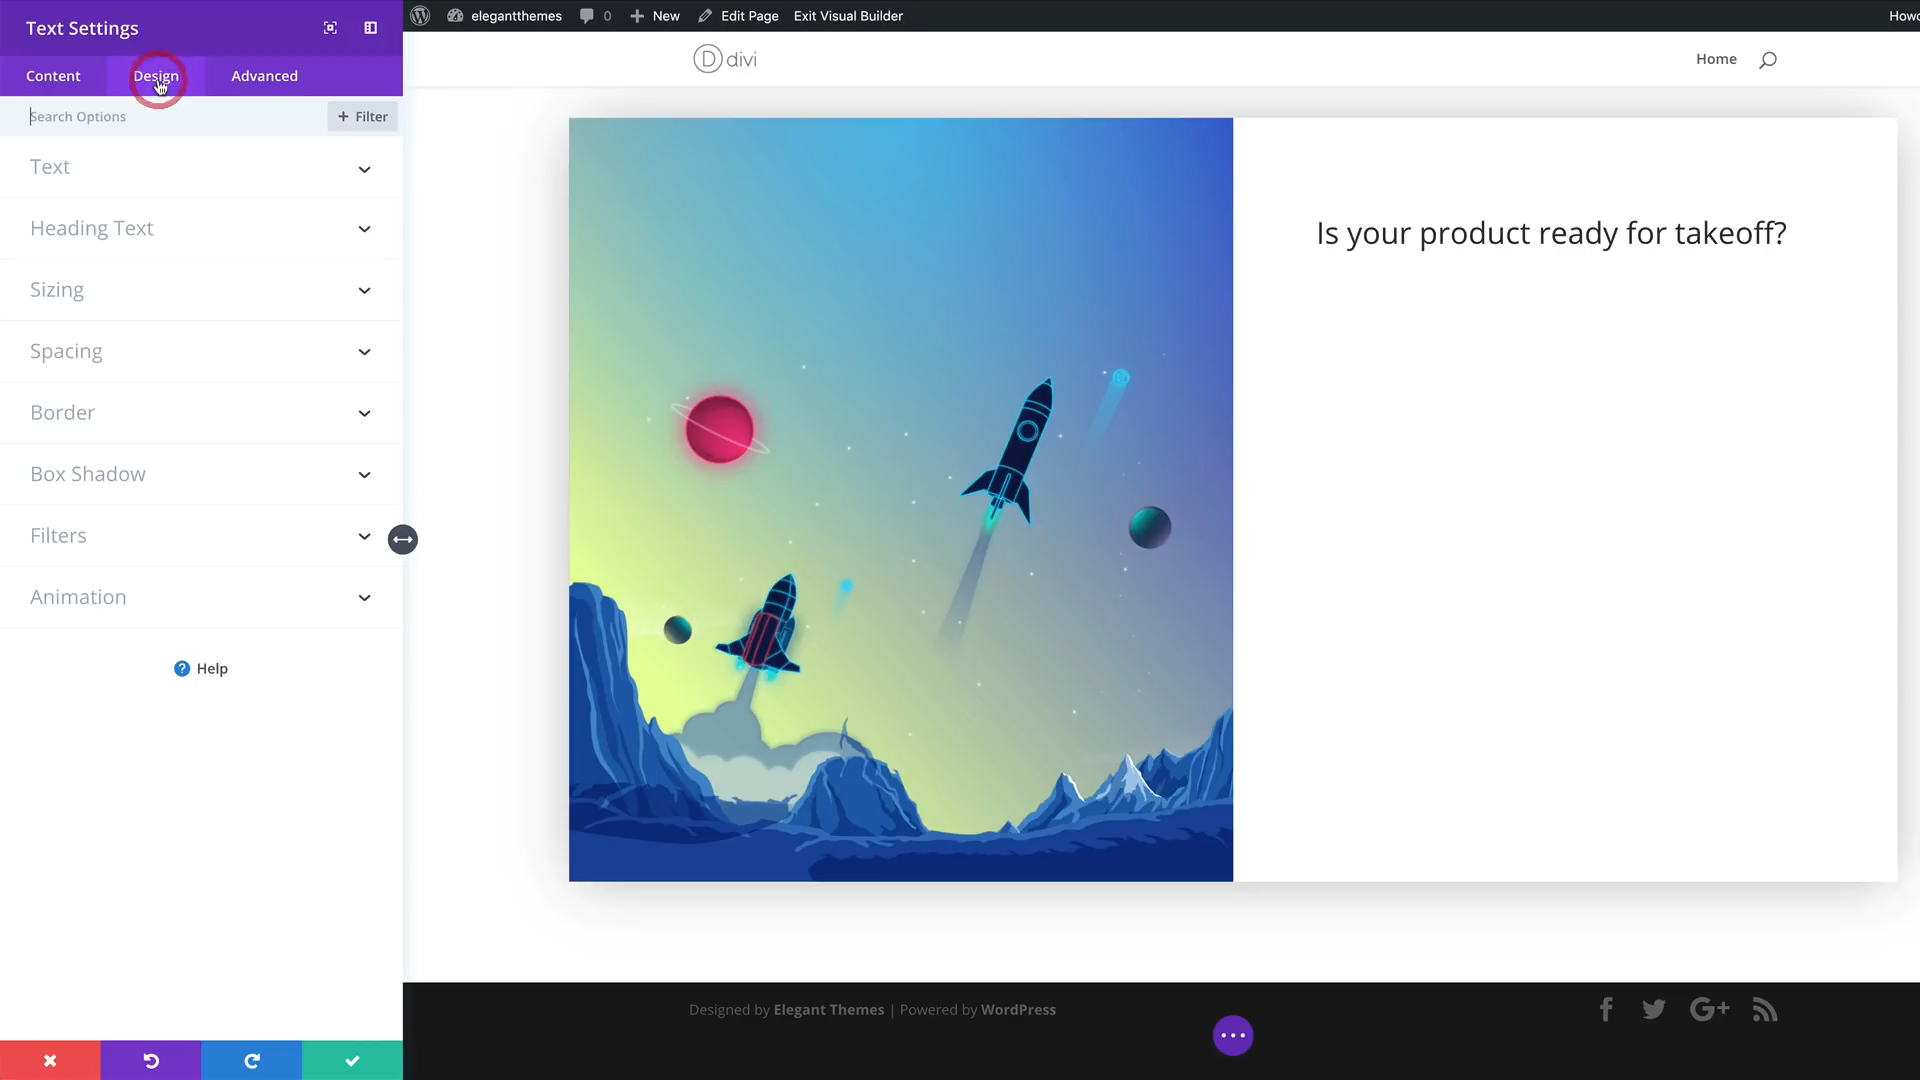 Text Settings
Content
Design
Advanced
Search Options
+ Filter
Text
Heading Text
Sizing
Spacing
Border
Box Shadow
Filters
Animation
? Help
elegantthemes
0
+ New
Edit Page
Exit Visual Builder
Howd
D divi
Home
Is your product ready for takeoff?
Designed by Elegant Themes | Powered by WordPress